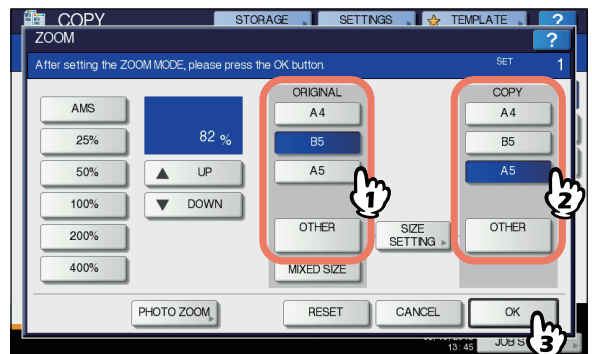 COPY STORAGE SETTINGS TEMPLATE ?
ZOOM ?
After setting the ZOOM MODE, please press the OK button. SET 1
ORIGINAL COPY
AMS A4 A4
25% 82 % B5 B5
50% UP A5 A5
1 2
100% DOWN
200% OTHER SIZE SETTING OTHER
400% MIXED SIZE
PHOTO ZOOM RESET CANCEL OK
3
13:45 JOB S